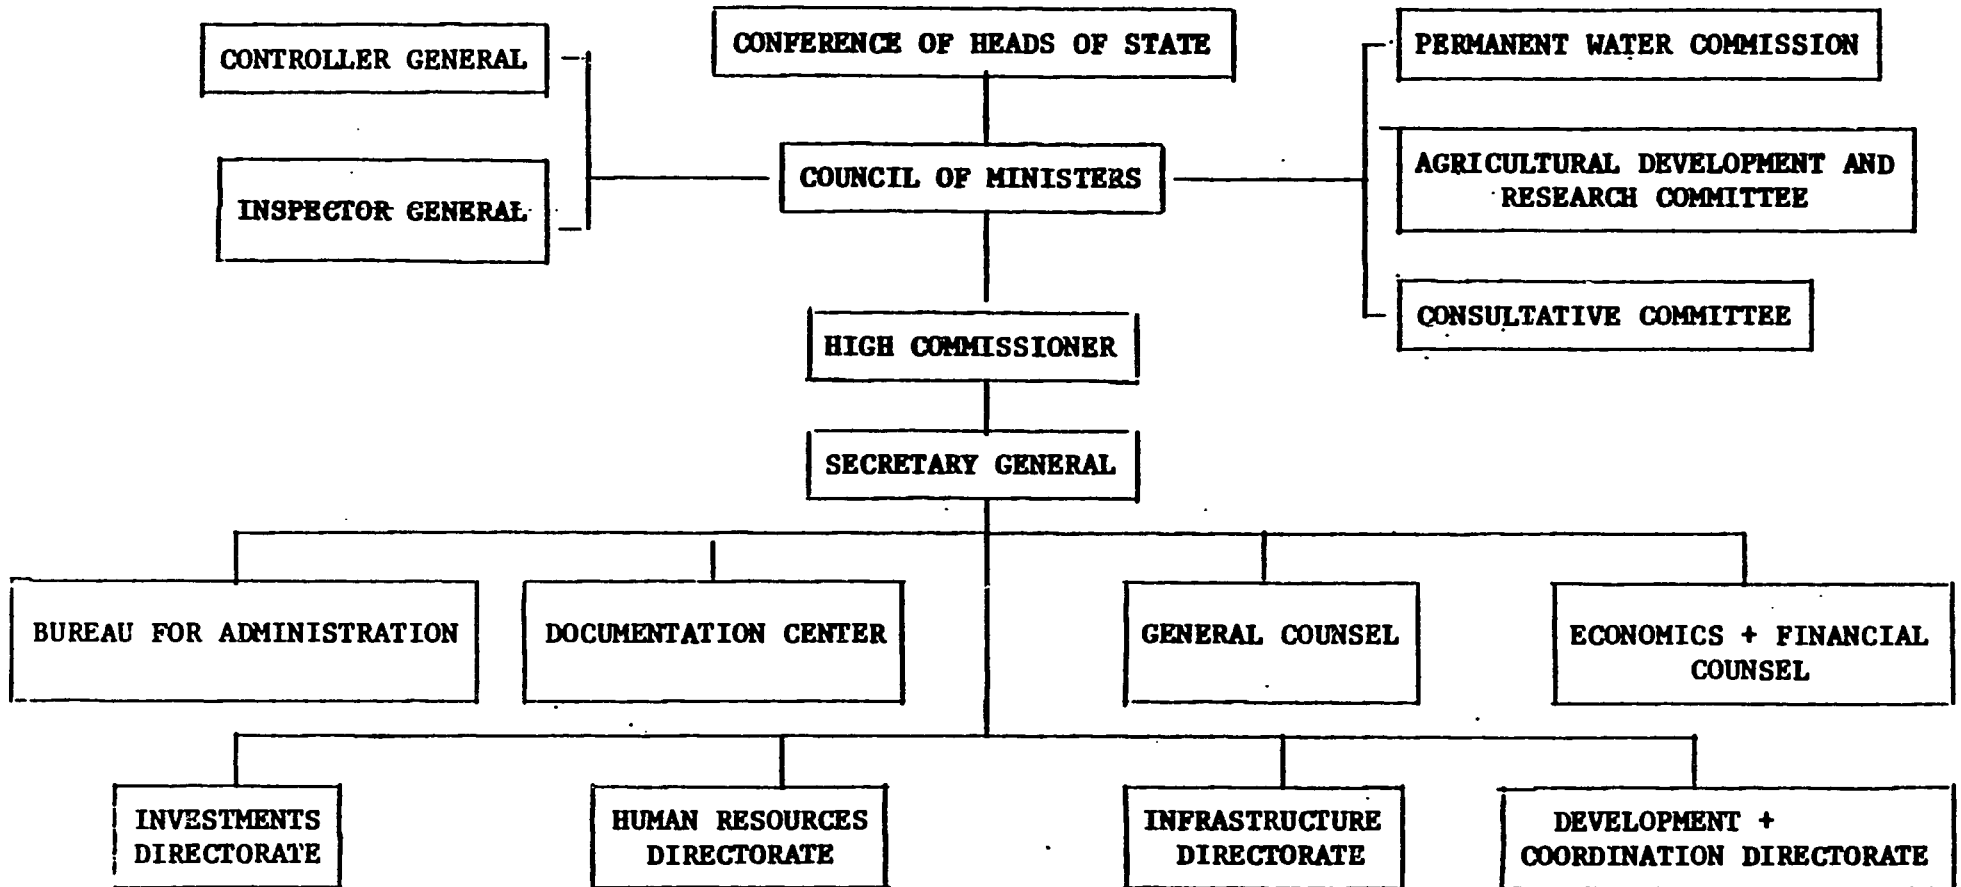 CONTROLLER GENERAL
CONFERENCE OF HEADS OF STATE
PERMANENT WATER COMMISSION
INSPECTOR GENERAL
COUNCIL OF MINISTERS
AGRICULTURAL DEVELOPMENT AND
RESEARCH COMMITTEE
CONSULTATIVE COMMITTEE
HIGH COMMISSIONER
SECRETARY GENERAL
BUREAU FOR ADMINISTRATION
DOCUMENTATION CENTER
GENERAL COUNSEL
ECONOMICS + FINANCIAL
COUNSEL
INVESTMENTS
DIRECTORATE
HUMAN RESOURCES
DIRECTORATE
INFRASTRUCTURE
DIRECTORATE
DEVELOPMENT +
COORDINATION DIRECTORATE